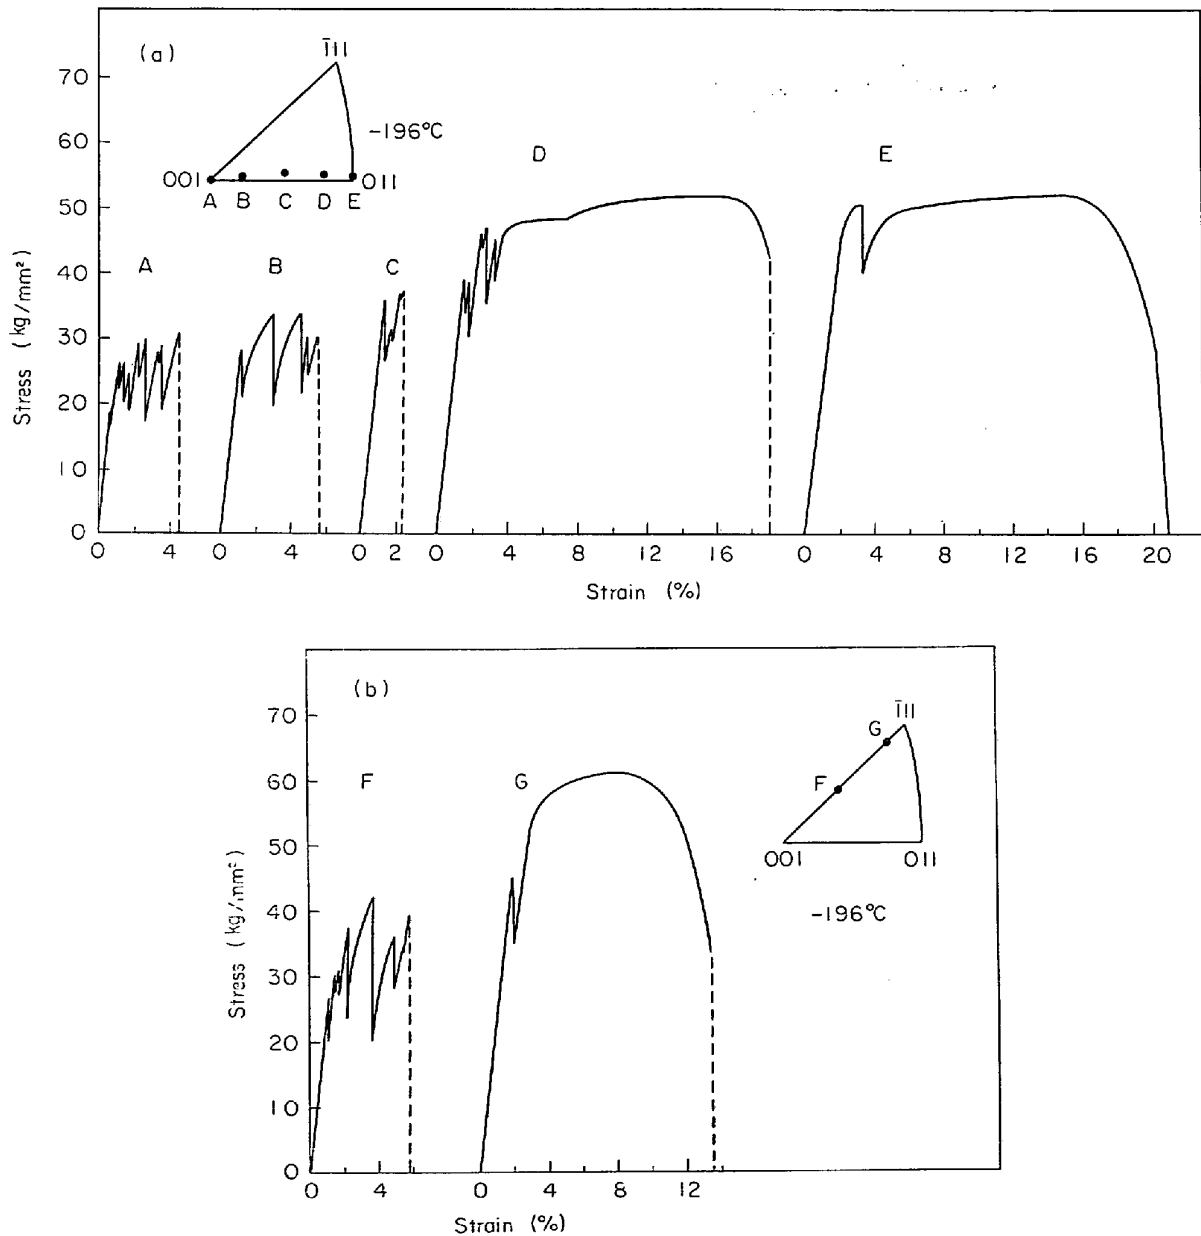 (a)
1̄11
70
-196°C
60
D
E
001
011
A B C D E
50
A
B
C
40
30
20
10
0
Stress (kg/mm²)
0 4 0 4 0 2 0 4 8 12 16 0 4 8 12 16 20
Strain (%)
(b)
1̄11
70
G
F
G
F
60
001
011
50
-196°C
40
30
20
10
0
Stress (kg/mm²)
0 4 0 4 8 12
Strain (%)